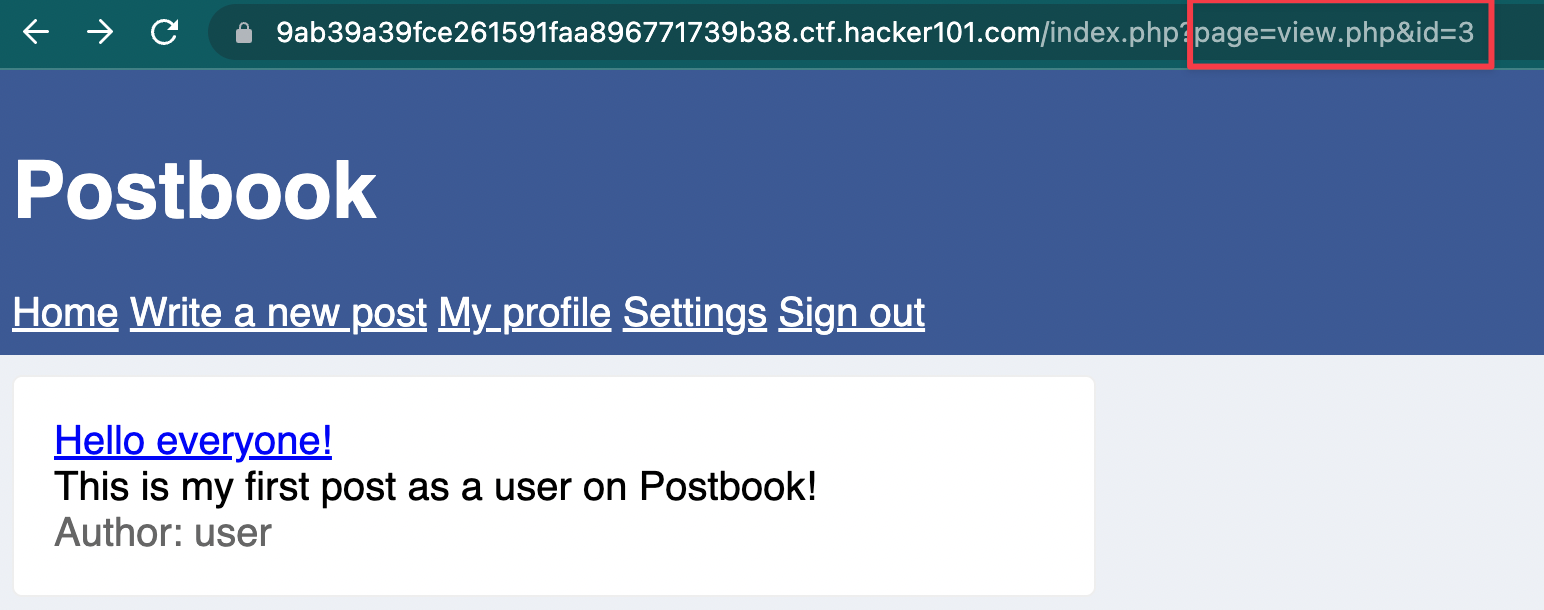 9ab39a39fce261591faa896771739b38.ctf.hacker101.com/index.php?page=view.php&id=3
Postbook
Home Write a new post My profile Settings Sign out
Hello everyone!
This is my first post as a user on Postbook!
Author: user